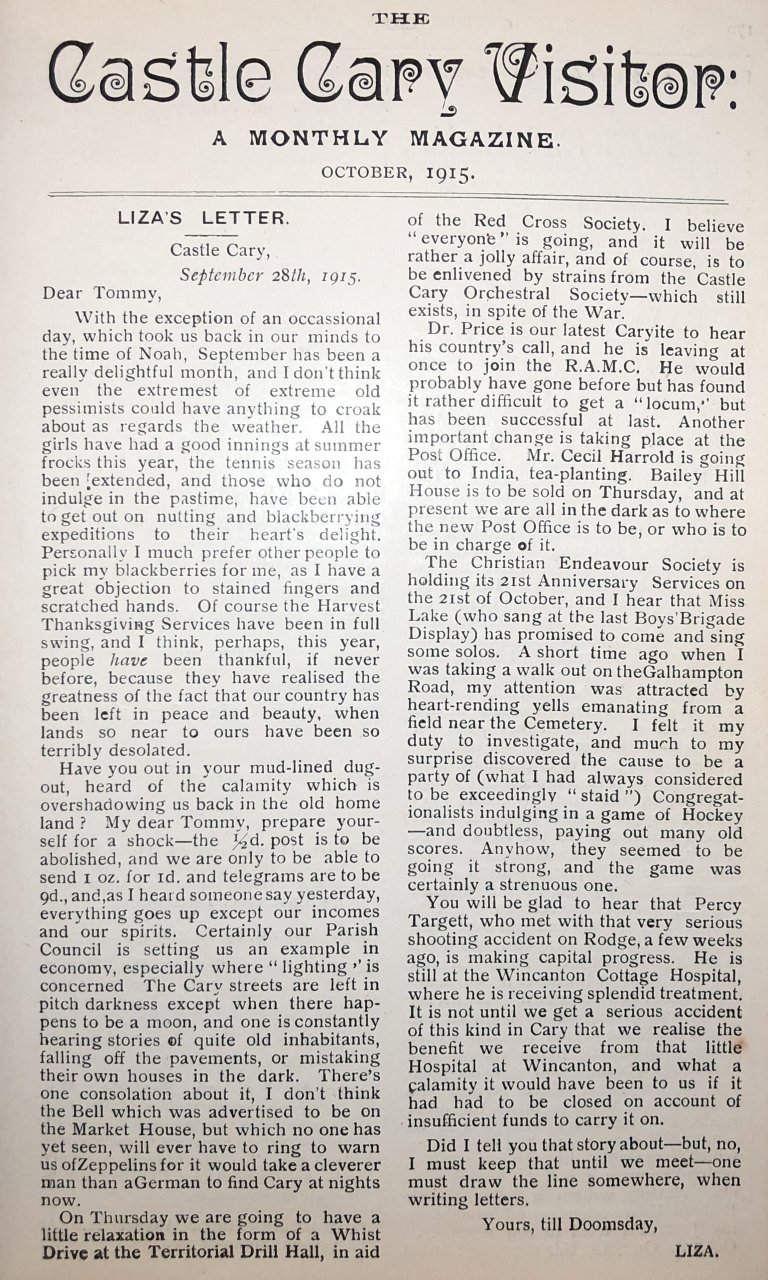 THE
Castle Cary Visitor:
A MONTHLY MAGAZINE.
OCTOBER, 1915.
LIZA'S LETTER.
Castle Cary,
September 28th, 1915.
Dear Tommy,
With the exception of an occassional
day, which took us back in our minds to
the time of Noah, September has been a
really delightful month, and I don't think
even the extremest of extreme old
pessimists could have anything to croak
about as regards the weather. All the
girls have had a good innings at summer
frocks this year, the tennis season has
been [extended, and those who do not
indulge in the pastime, have been able
to get out on nutting and blackberrying
expeditions to their heart's delight.
Personally I much prefer other people to
pick my blackberries for me, as I have a
great objection to stained fingers and
scratched hands. Of course the Harvest
Thanksgiving Services have been in full
swing, and I think, perhaps, this year,
people have been thankful, if never
before, because they have realised the
greatness of the fact that our country has
been left in peace and beauty, when
lands so near to ours have been so
terribly desolated.
Have you out in your mud-lined dug-
out, heard of the calamity which is
overshadowing us back in the old home
land? My dear Tommy, prepare your-
self for a shock—the ½d. post is to be
abolished, and we are only to be able to
send 1 oz. for 1d. and telegrams are to be
9d., and,as I heard someone say yesterday,
everything goes up except our incomes
and our spirits. Certainly our Parish
Council is setting us an example in
economy, especially where "lighting" is
concerned The Cary streets are left in
pitch darkness except when there hap-
pens to be a moon, and one is constantly
hearing stories of quite old inhabitants,
falling off the pavements, or mistaking
their own houses in the dark. There's
one consolation about it, I don't think
the Bell which was advertised to be on
the Market House, but which no one has
yet seen, will ever have to ring to warn
us ofZeppelins for it would take a cleverer
man than aGerman to find Cary at nights
now.
On Thursday we are going to have a
little relaxation in the form of a Whist
Drive at the Territorial Drill Hall, in aid
of the Red Cross Society. I believe
"everyone" is going, and it will be
rather a jolly affair, and of course, is to
be enlivened by strains from the Castle
Cary Orchestral Society—which still
exists, in spite of the War.
Dr. Price is our latest Caryite to hear
his country's call, and he is leaving at
once to join the R.A.M.C. He would
probably have gone before but has found
it rather difficult to get a "locum," but
has been successful at last. Another
important change is taking place at the
Post Office. Mr. Cecil Harrold is going
out to India, tea-planting. Bailey Hill
House is to be sold on Thursday, and at
present we are all in the dark as to where
the new Post Office is to be, or who is to
be in charge of it.
The Christian Endeavour Society is
holding its 21st Anniversary Services on
the 21st of October, and I hear that Miss
Lake (who sang at the last Boys'Brigade
Display) has promised to come and sing
some solos. A short time ago when I
was taking a walk out on theGalhampton
Road, my attention was attracted by
heart-rending yells emanating from a
field near the Cemetery. I felt it my
duty to investigate, and much to my
surprise discovered the cause to be a
party of (what I had always considered
to be exceedingly "staid") Congregat-
ionalists indulging in a game of Hockey
—and doubtless, paying out many old
scores. Anyhow, they seemed to be
going it strong, and the game was
certainly a strenuous one.
You will be glad to hear that Percy
Targett, who met with that very serious
shooting accident on Rodge, a few weeks
ago, is making capital progress. He is
still at the Wincanton Cottage Hospital,
where he is receiving splendid treatment.
It is not until we get a serious accident
of this kind in Cary that we realise the
benefit we receive from that little
Hospital at Wincanton, and what a
calamity it would have been to us if it
had had to be closed on account of
insufficient funds to carry it on.
Did I tell you that story about—but, no,
I must keep that until we meet—one
must draw the line somewhere, when
writing letters.
Yours, till Doomsday,
LIZA.